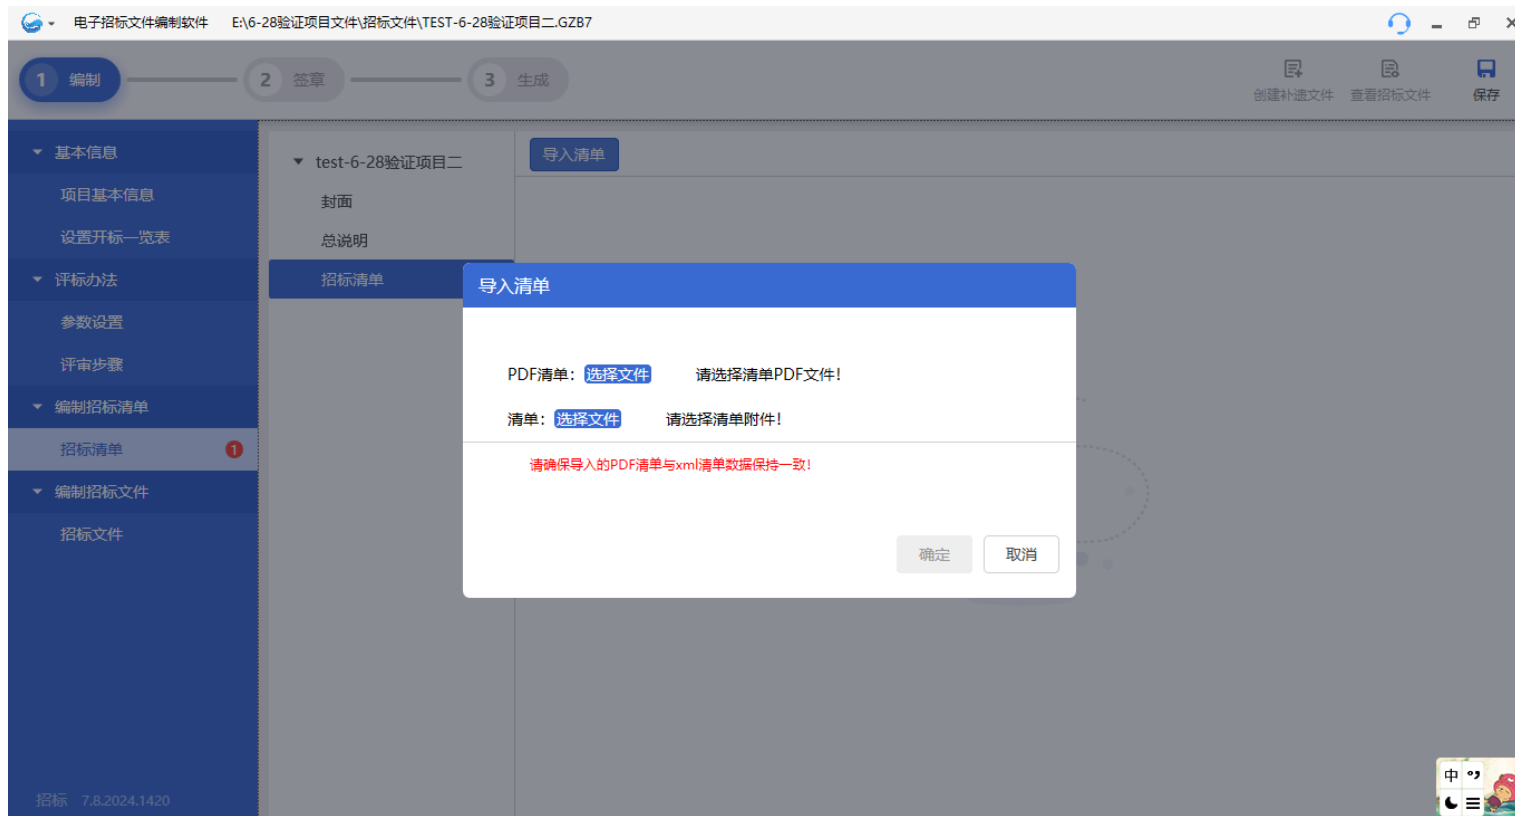 电子招标文件编制软件 E:\6-28验证项目文件\招标文件\TEST-6-28验证项目二.GZB7
1 编制 2 签章 3 生成
创建补遗文件 查看招标文件 保存
基本信息
项目基本信息
设置开标一览表
评标办法
参数设置
评审步骤
编制招标清单
招标清单 1
编制招标文件
招标文件
招标 7.8.2024.1420
test-6-28验证项目二
封面
总说明
招标清单
导入清单
导入清单
PDF清单: 选择文件 请选择清单PDF文件!
清单: 选择文件 请选择清单附件!
请确保导入的PDF清单与xml清单数据保持一致!
确定 取消
中